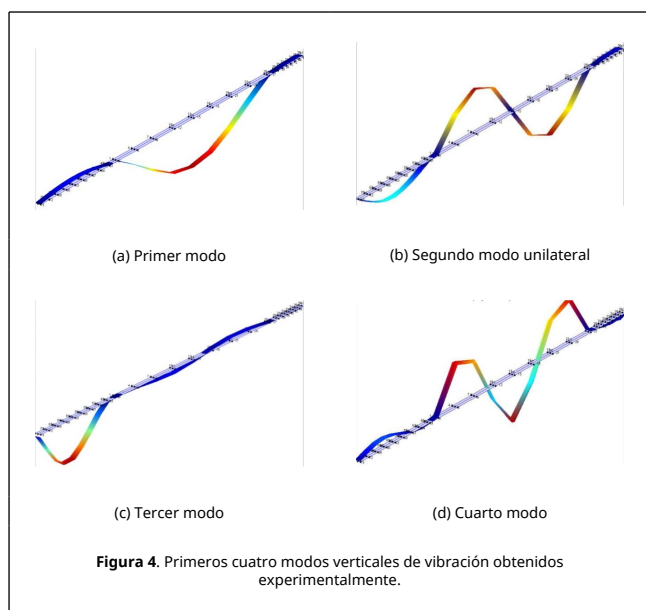 (a) Primer modo
(b) Segundo modo unilateral
(c) Tercer modo
(d) Cuarto modo
Figura 4. Primeros cuatro modos verticales de vibración obtenidos
experimentalmente.